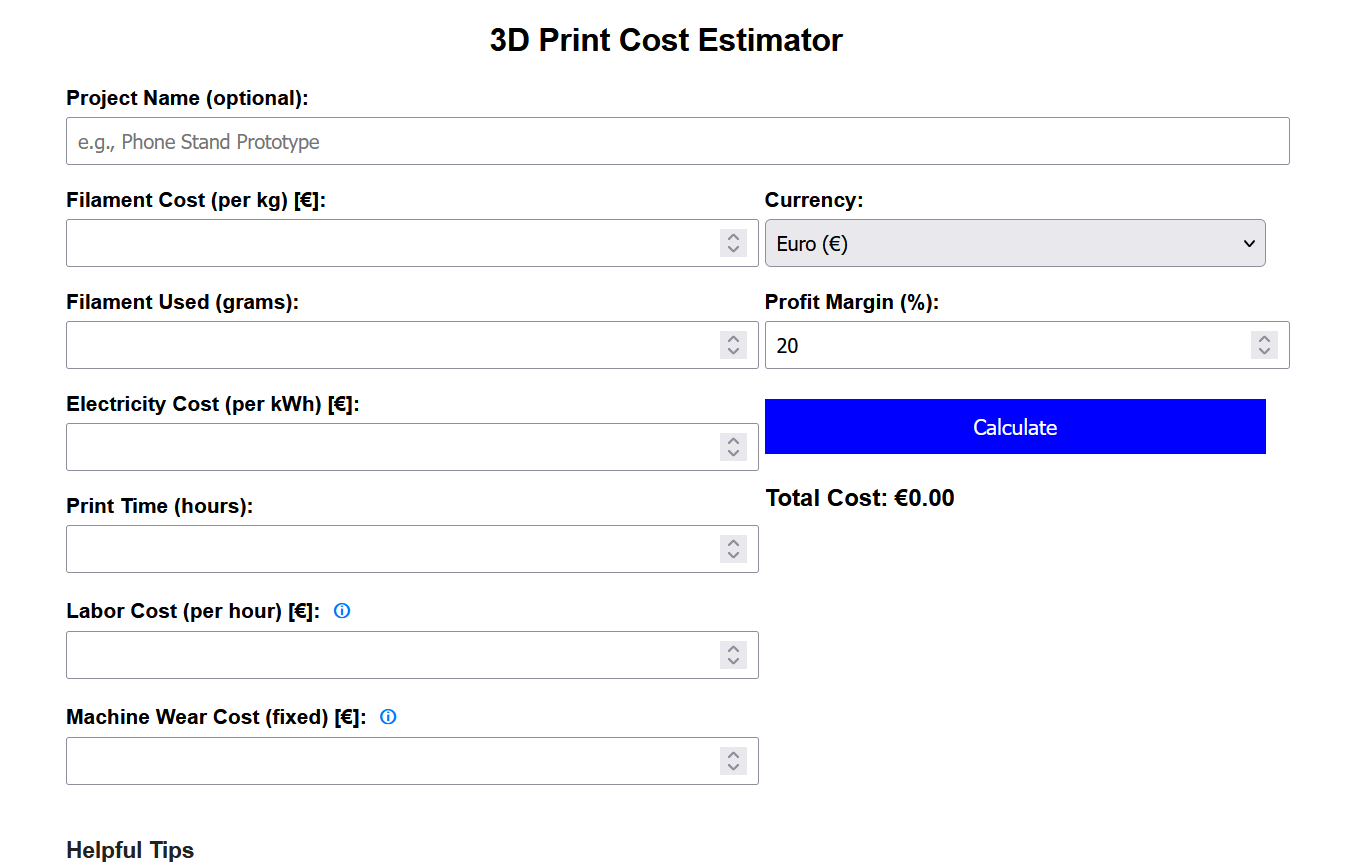 3D Print Cost Estimator
Project Name (optional):
e.g., Phone Stand Prototype
Filament Cost (per kg) [€]:
Currency:
Euro (€)
Filament Used (grams):
Profit Margin (%):
20
Electricity Cost (per kWh) [€]:
Calculate
Print Time (hours):
Total Cost: €0.00
Labor Cost (per hour) [€]:
Machine Wear Cost (fixed) [€]:
Helpful Tips